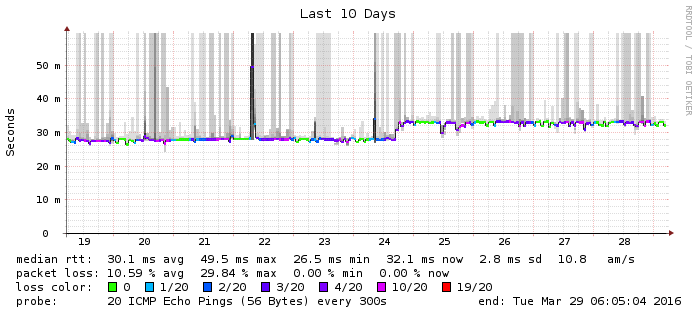 Last 10 Days
RRDTOOL / TOBI OETIKER
Seconds
50 m
40 m
30 m
20 m
10 m
0
19 20 21 22 23 24 25 26 27 28
median rtt: 30.1 ms avg 49.5 ms max 26.5 ms min 32.1 ms now 2.8 ms sd 10.8 am/s
packet loss: 10.59 % avg 29.84 % max 0.00 % min 0.00 % now
loss color: 0 1/20 2/20 3/20 4/20 10/20 19/20
probe: 20 ICMP Echo Pings (56 Bytes) every 300s end: Tue Mar 29 06:05:04 2016